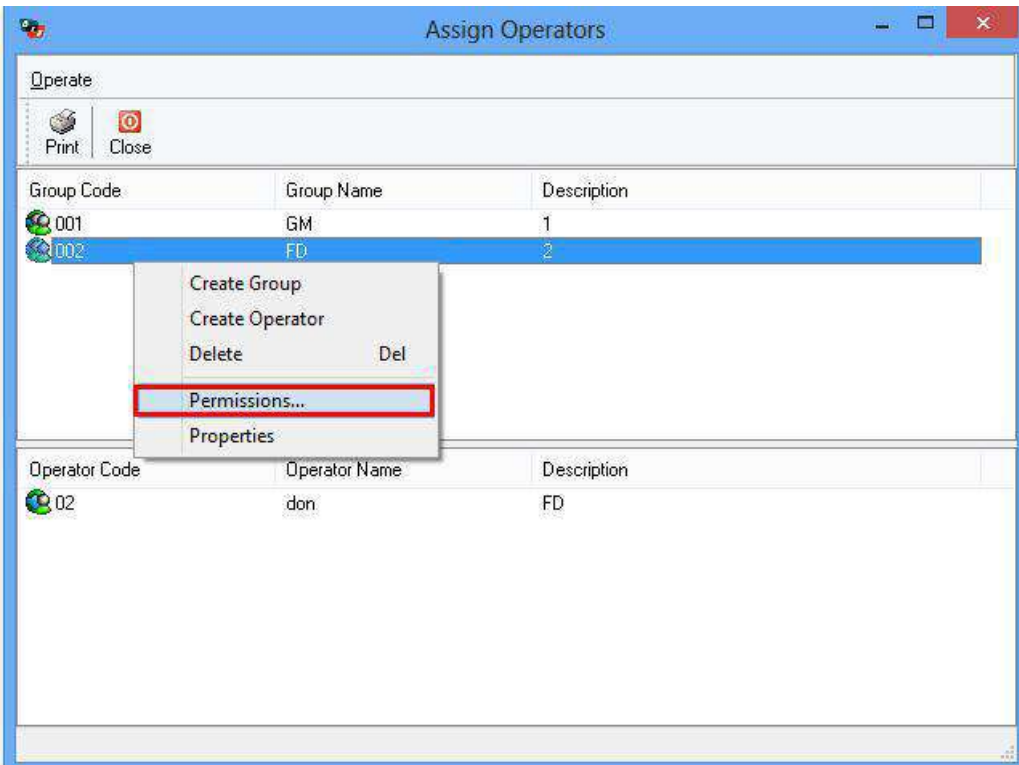 Assign Operators
Operate
Print Close
Group Code Group Name Description
001 GM 1
002 FD 2
Create Group
Create Operator
Delete Del
Permissions...
Properties
Operator Code Operator Name Description
02 don FD